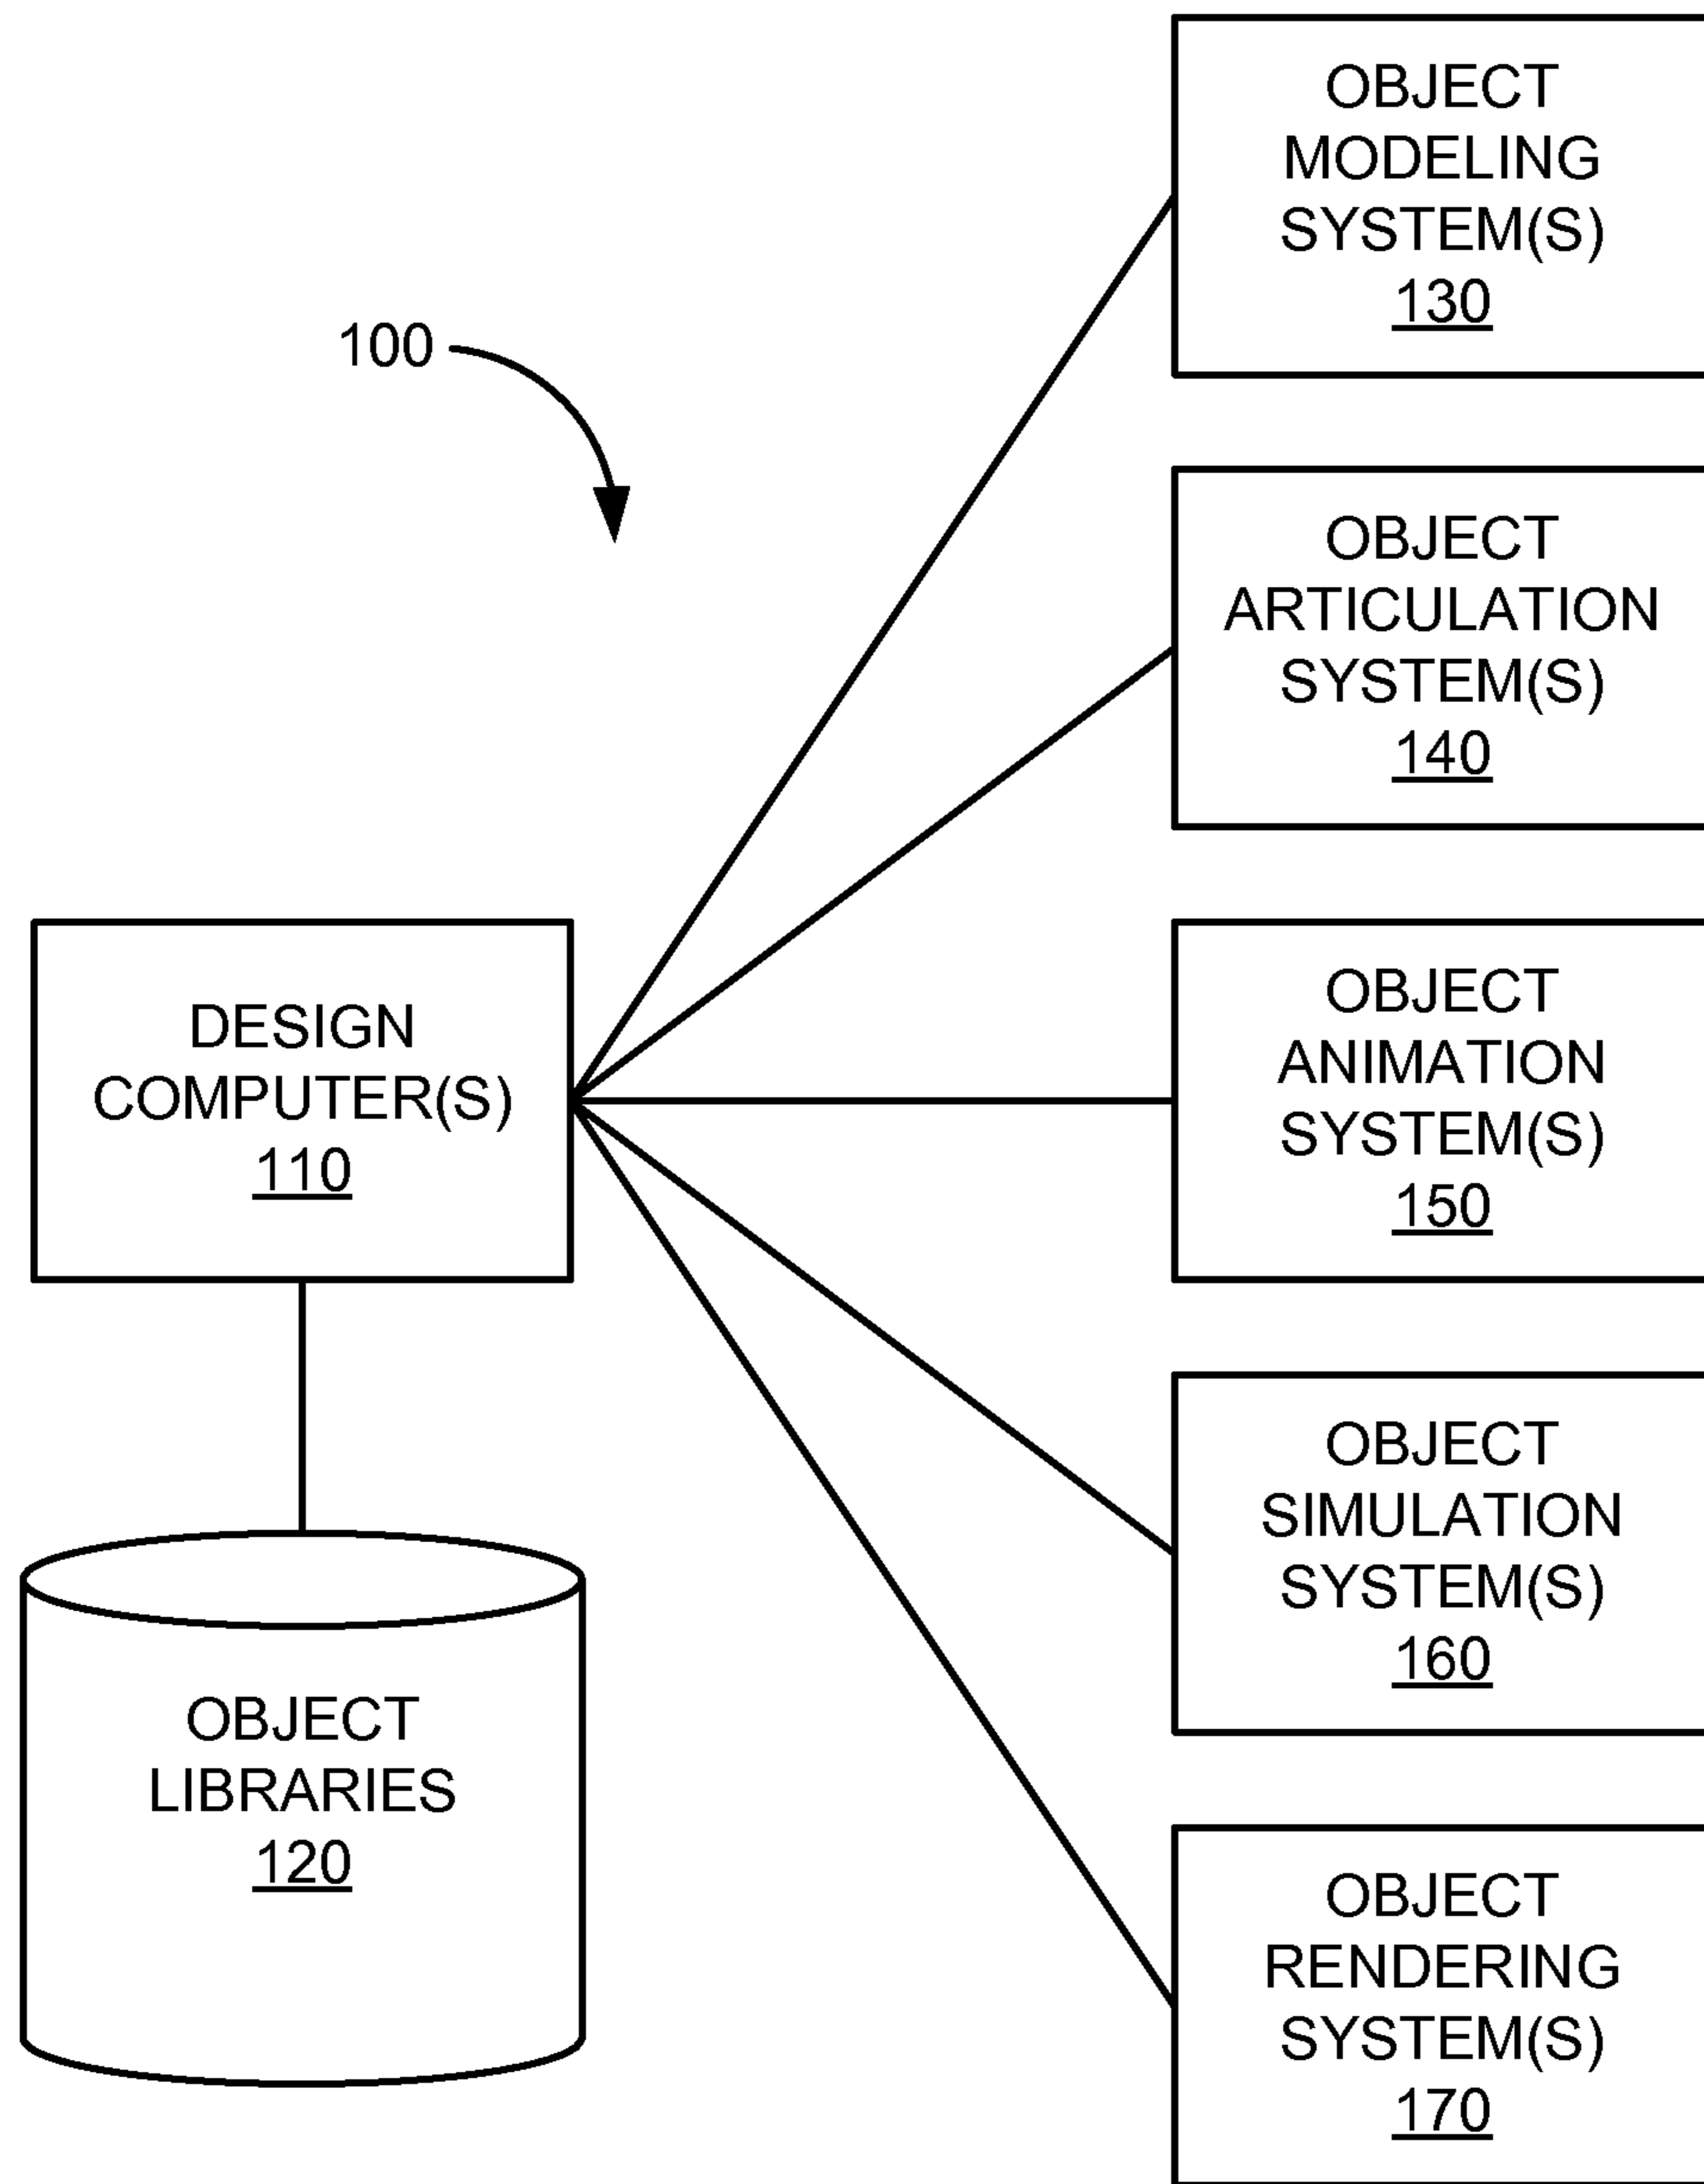 100
DESIGN
COMPUTER(S)
110
OBJECT
LIBRARIES
120
OBJECT
MODELING
SYSTEM(S)
130
OBJECT
ARTICULATION
SYSTEM(S)
140
OBJECT
ANIMATION
SYSTEM(S)
150
OBJECT
SIMULATION
SYSTEM(S)
160
OBJECT
RENDERING
SYSTEM(S)
170